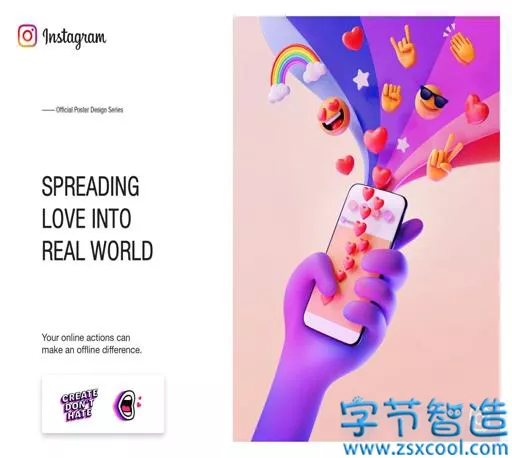 Instagram
Official Poster Design Series
SPREADING
LOVE INTO
REAL WORLD
Your online actions can
make an offline difference.
CREATE
DON'T
HATE
字节智造
www.zsxcool.com